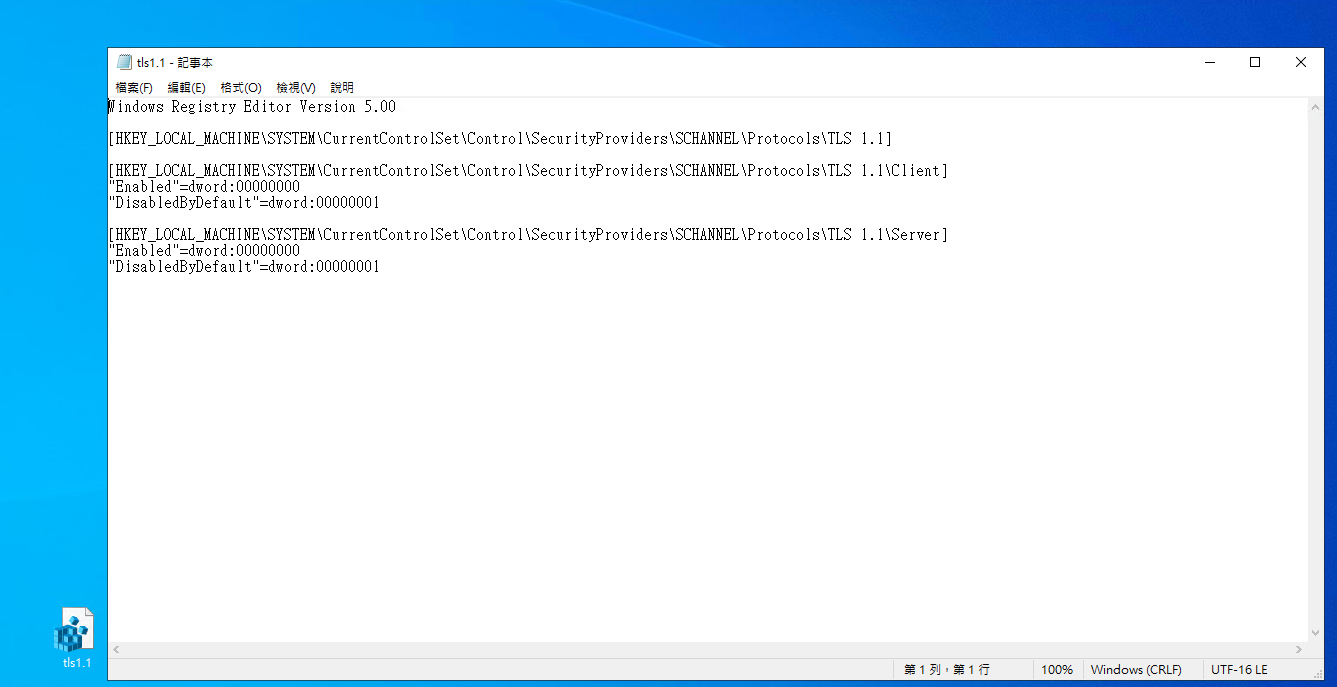 tls1.1 - 記事本
檔案(F) 編輯(E) 格式(O) 檢視(V) 說明
Windows Registry Editor Version 5.00
[HKEY_LOCAL_MACHINE\SYSTEM\CurrentControlSet\Control\SecurityProviders\SCHANNEL\Protocols\TLS 1.1]
[HKEY_LOCAL_MACHINE\SYSTEM\CurrentControlSet\Control\SecurityProviders\SCHANNEL\Protocols\TLS 1.1\Client]
"Enabled"=dword:00000000
"DisabledByDefault"=dword:00000001
[HKEY_LOCAL_MACHINE\SYSTEM\CurrentControlSet\Control\SecurityProviders\SCHANNEL\Protocols\TLS 1.1\Server]
"Enabled"=dword:00000000
"DisabledByDefault"=dword:00000001
tls1.1
第 1 列，第 1 行 100% Windows (CRLF) UTF-16 LE